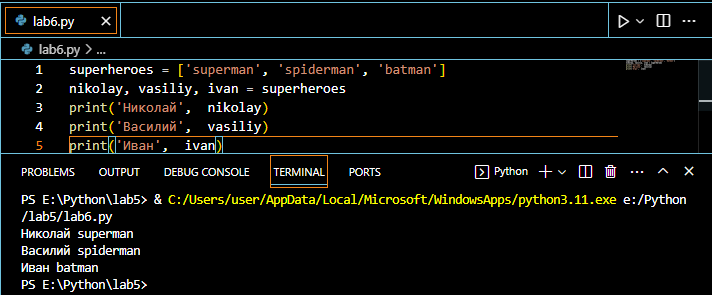 lab6.py
lab6.py > ...
1 superheroes = ['superman', 'spiderman', 'batman']
2 nikolay, vasiliy, ivan = superheroes
3 print('Николай',  nikolay)
4 print('Василий',  vasiliy)
5 print('Иван',  ivan)
PROBLEMS OUTPUT DEBUG CONSOLE TERMINAL PORTS Python
PS E:\Python\lab5> & C:/Users/user/AppData/Local/Microsoft/WindowsApps/python3.11.exe e:/Python
/lab5/lab6.py
Николай superman
Василий spiderman
Иван batman
PS E:\Python\lab5>